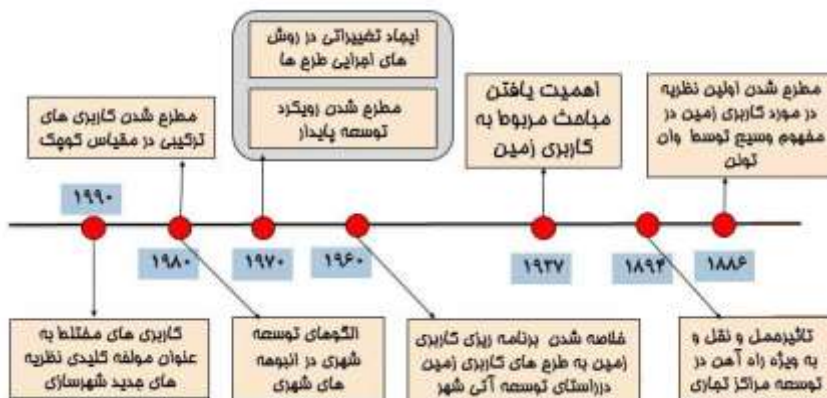 ایجاد تغییراتی در روش
های اجرایی طرح ها
مطرح شدن رویکرد
توسعه پایدار
مطرح شدن کاربری های
ترکیبی در مقیاس کوچک
اهمیت یافتن
مباحث مربوط به
کاربری زمین
مطرح شدن اولین نظریه
در مورد کاربری زمین در
مفهوم وسیع توسط وان
تونن
۱۹۹۰
۱۹۸۰
۱۹۷۰
۱۹۶۰
۱۹۲۷
۱۸۹۴
۱۸۸۶
کاربری های مختلط به
عنوان مولفه کلیدی نظریه
های جدید شهرسازی
الگوهای توسعه
شهری در انبوهه
های شهری
خلاصه شدن برنامه ریزی کاربری
زمین به طرح های کاربری زمین
درراستای توسعه آتی شهر
تاثیرحمل و نقل و
به ویژه راه آهن در
توسعه مراکز تجاری